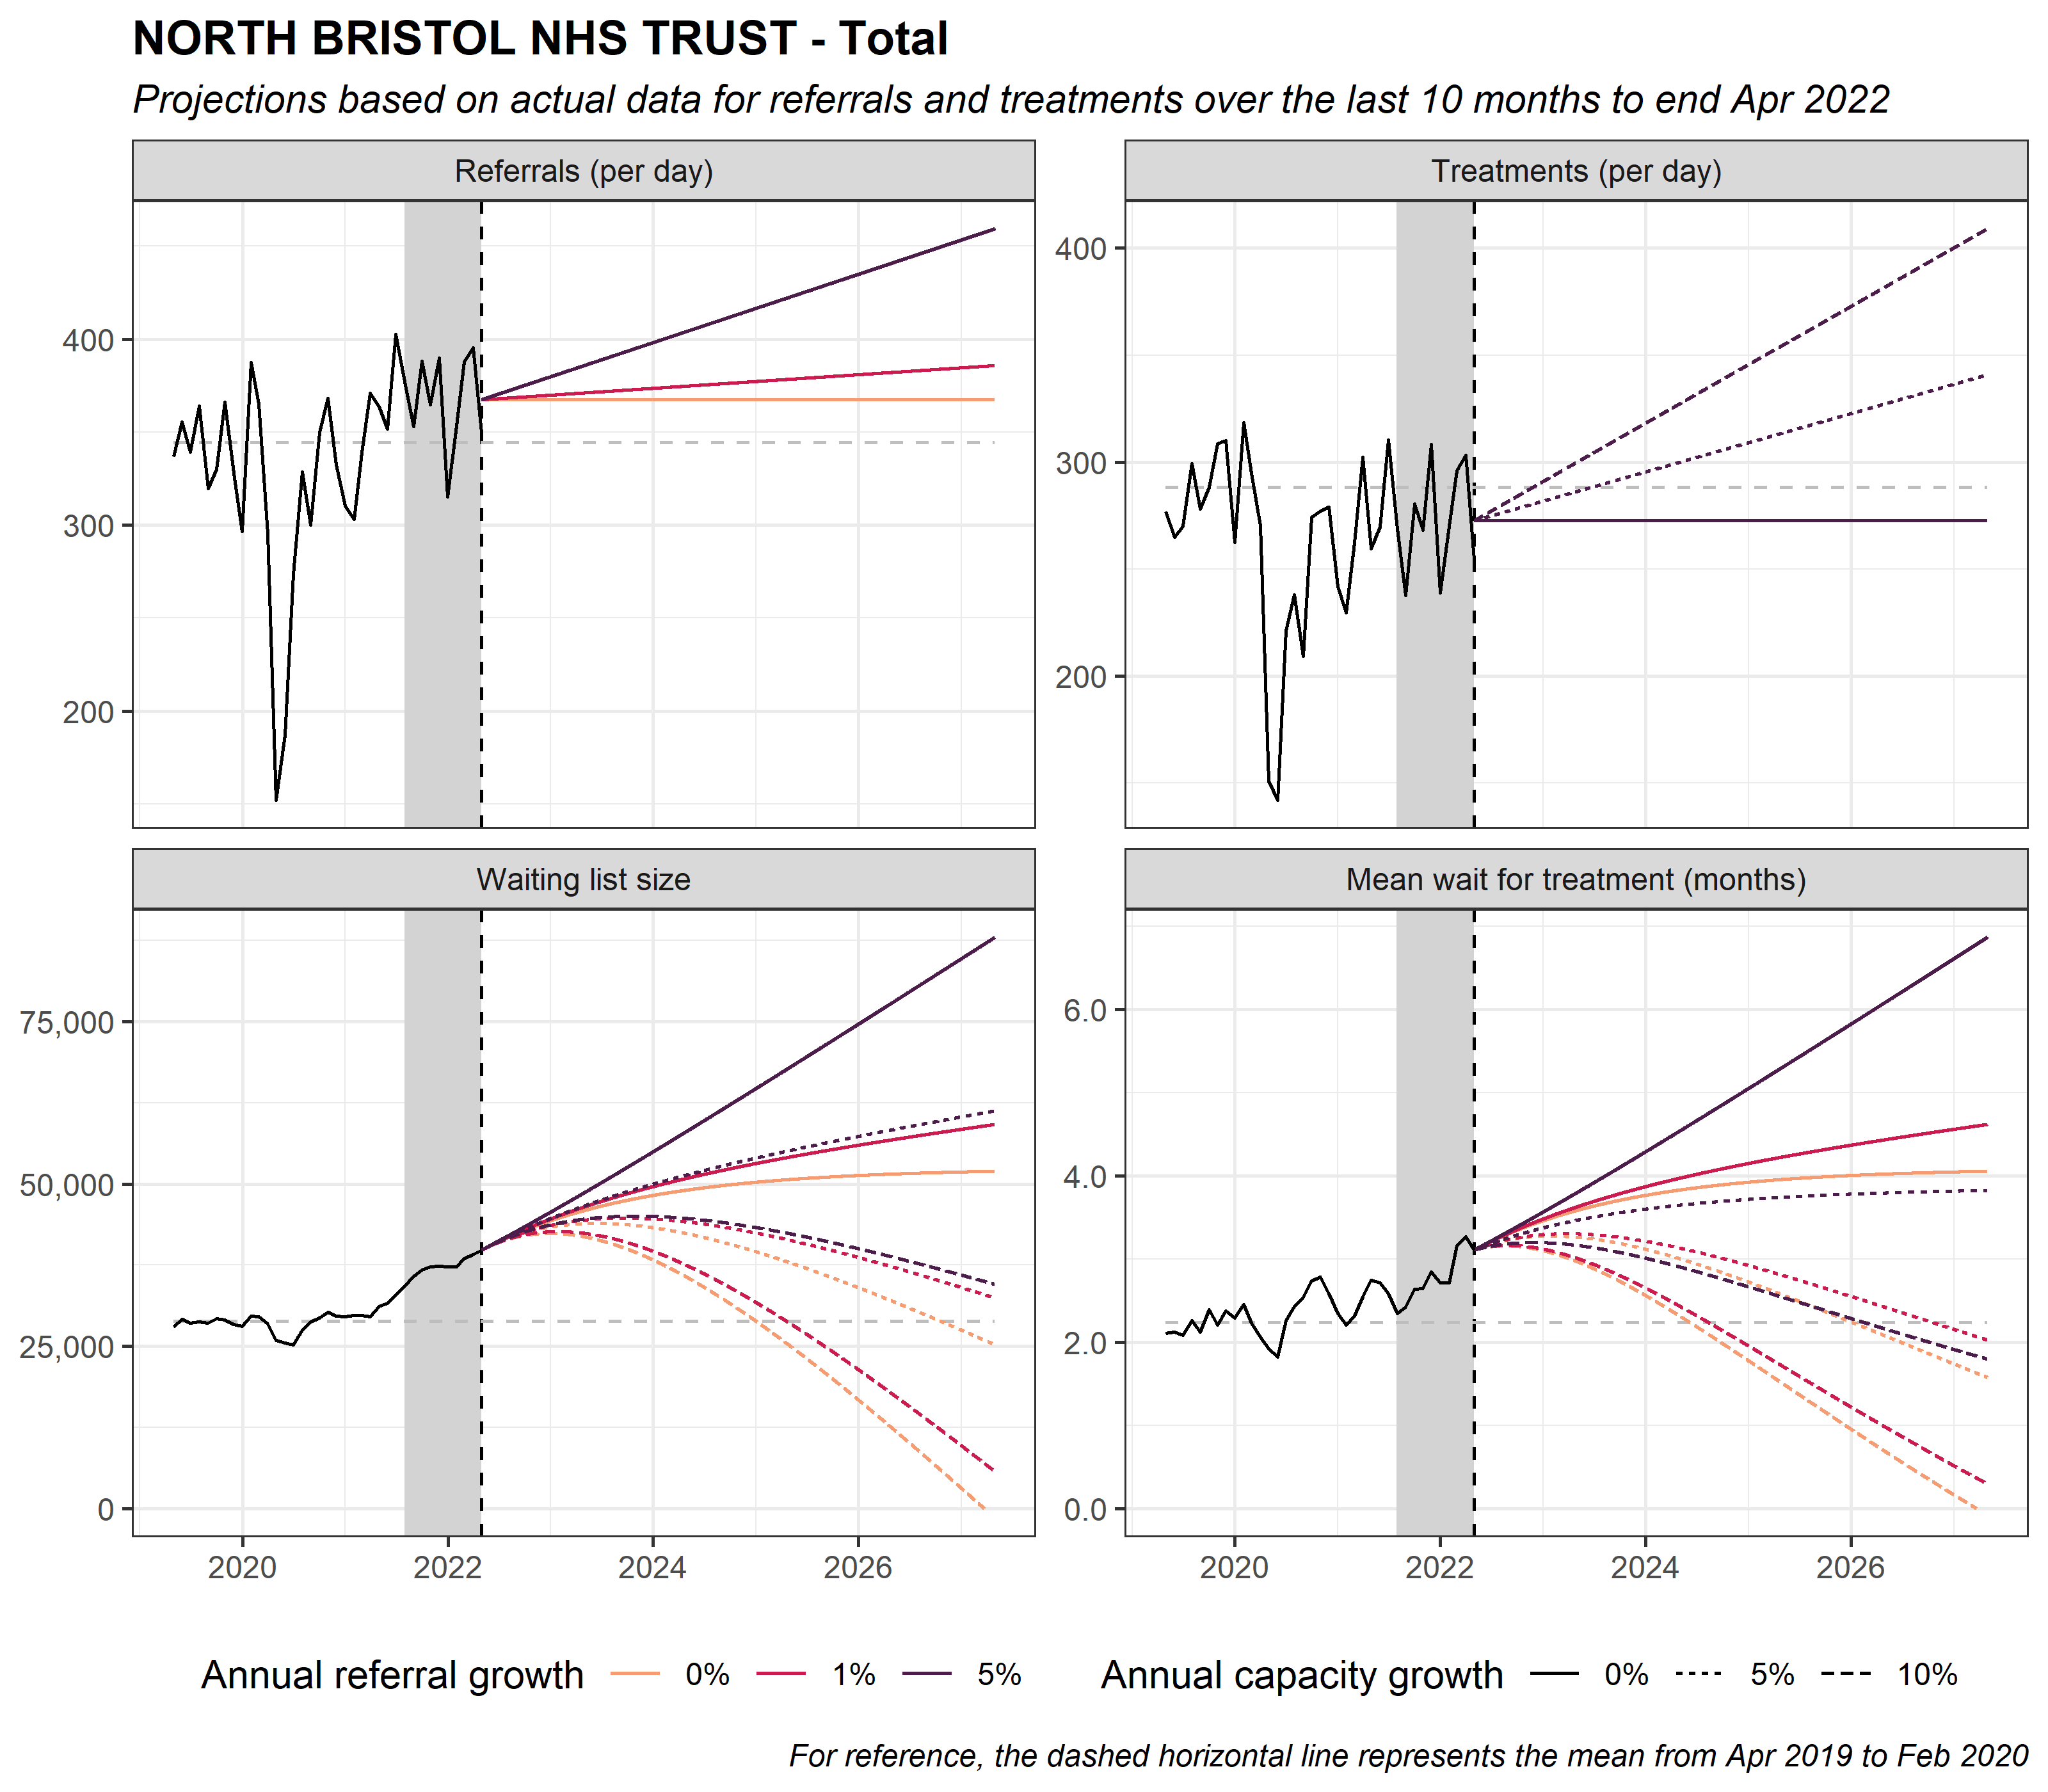 NORTH BRISTOL NHS TRUST - Total
Projections based on actual data for referrals and treatments over the last 10 months to end Apr 2022
Referrals (per day)
400
300
200
Treatments (per day)
400
300
200
Waiting list size
75,000
50,000
25,000
0
2020 2022 2024 2026
Mean wait for treatment (months)
6.0
4.0
2.0
0.0
2020 2022 2024 2026
Annual referral growth 0% 1% 5%
Annual capacity growth 0% 5% 10%
For reference, the dashed horizontal line represents the mean from Apr 2019 to Feb 2020